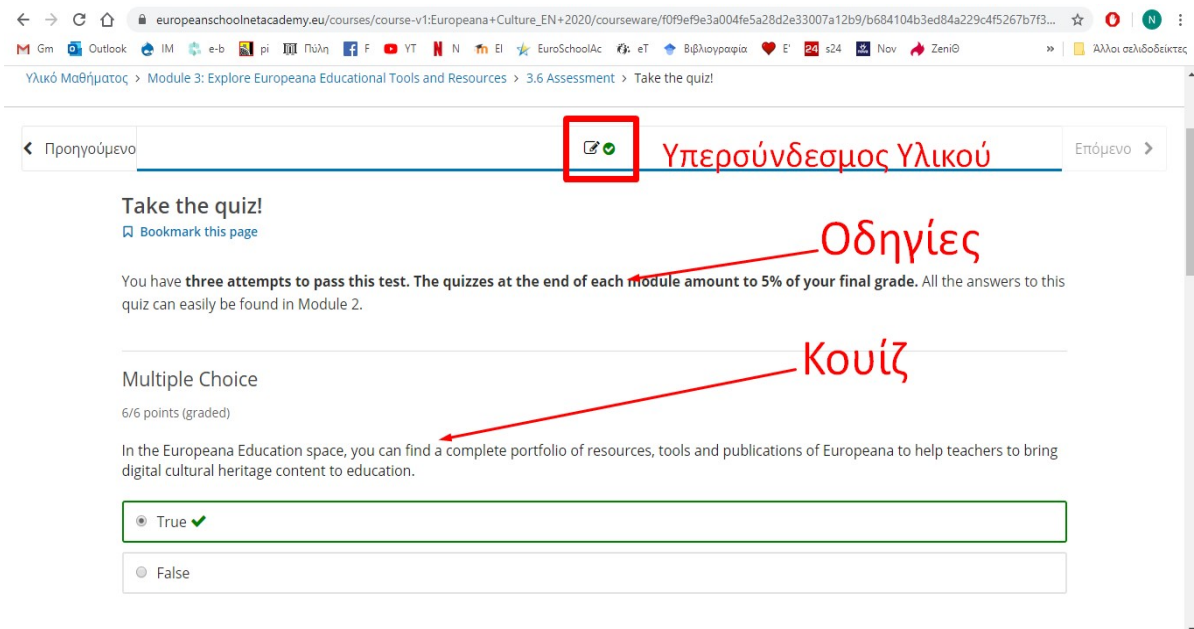 europeanschoolnetacademy.eu/courses/course-v1:Europeana+Culture_EN+2020/courseware/f0f9ef9e3a004fe5a28d2e33007a12b9/b684104b3ed84a229c4f5267b7f3...
Gm Outlook IM e-b pi Πύλη F YT N mEl EuroSchoolAc eT Βιβλιογραφία E' s24 Nov ZeniΘ » Άλλοι σελιδοδείκτες
Υλικό Μαθήματος > Module 3: Explore Europeana Educational Tools and Resources > 3.6 Assessment > Take the quiz!
Προηγούμενο Υπερσύνδεσμος Υλικού Επόμενο
Take the quiz!
Bookmark this page
Οδηγίες
You have three attempts to pass this test. The quizzes at the end of each module amount to 5% of your final grade. All the answers to this
quiz can easily be found in Module 2.
Κουίζ
Multiple Choice
6/6 points (graded)
In the Europeana Education space, you can find a complete portfolio of resources, tools and publications of Europeana to help teachers to bring
digital cultural heritage content to education.
True
False